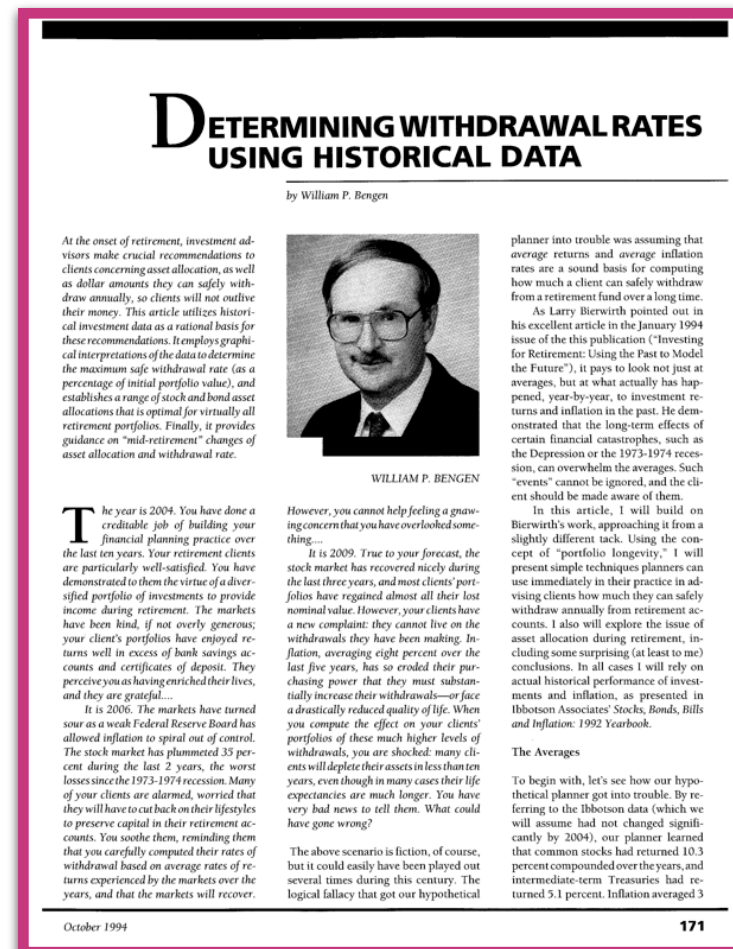 DETERMINING WITHDRAWAL RATES
USING HISTORICAL DATA
by William P. Bengen
At the onset of retirement, investment ad-
visors make crucial recommendations to
clients concerning asset allocation, as well
as dollar amounts they can safely with-
draw annually, so clients will not outlive
their money. This article utilizes histori-
cal investment data as a rational basis for
these recommendations. It employs graphi-
cal interpretations of the data to determine
the maximum safe withdrawal rate (as a
percentage of initial portfolio value), and
establishes a range of stock and bond asset
allocations that is optimal for virtually all
retirement portfolios. Finally, it provides
guidance on "mid-retirement" changes of
asset allocation and withdrawal rate.
The year is 2004. You have done a
creditable job of building your
financial planning practice over
the last ten years. Your retirement clients
are particularly well-satisfied. You have
demonstrated to them the virtue of a diver-
sified portfolio of investments to provide
income during retirement. The markets
have been kind, if not overly generous;
your client's portfolios have enjoyed re-
turns well in excess of bank savings ac-
counts and certificates of deposit. They
perceive you as having enriched their lives,
and they are grateful....
It is 2006. The markets have turned
sour as a weak Federal Reserve Board has
allowed inflation to spiral out of control.
The stock market has plummeted 35 per-
cent during the last 2 years, the worst
losses since the 1973-1974 recession. Many
of your clients are alarmed, worried that
they will have to cut back on their lifestyles
to preserve capital in their retirement ac-
counts. You soothe them, reminding them
that you carefully computed their rates of
withdrawal based on average rates of re-
turns experienced by the markets over the
years, and that the markets will recover.
WILLIAM P. BENGEN
However, you cannot help feeling a gnaw-
ing concern that you have overlooked some-
thing....
It is 2009. True to your forecast, the
stock market has recovered nicely during
the last three years, and most clients' port-
folios have regained almost all their lost
nominal value. However, your clients have
a new complaint: they cannot live on the
withdrawals they have been making. In-
flation, averaging eight percent over the
last five years, has so eroded their pur-
chasing power that they must substan-
tially increase their withdrawals—or face
a drastically reduced quality of life. When
you compute the effect on your clients'
portfolios of these much higher levels of
withdrawals, you are shocked: many cli-
ents will deplete their assets in less than ten
years, even though in many cases their life
expectancies are much longer. You have
very bad news to tell them. What could
have gone wrong?
The above scenario is fiction, of course,
but it could easily have been played out
several times during this century. The
logical fallacy that got our hypothetical
planner into trouble was assuming that
average returns and average inflation
rates are a sound basis for computing
how much a client can safely withdraw
from a retirement fund over a long time.
As Larry Bierwirth pointed out in
his excellent article in the January 1994
issue of the this publication ("Investing
for Retirement: Using the Past to Model
the Future"), it pays to look not just at
averages, but at what actually has hap-
pened, year-by-year, to investment re-
turns and inflation in the past. He dem-
onstrated that the long-term effects of
certain financial catastrophes, such as
the Depression or the 1973-1974 reces-
sion, can overwhelm the averages. Such
"events" cannot be ignored, and the cli-
ent should be made aware of them.
In this article, I will build on
Bierwirth's work, approaching it from a
slightly different tack. Using the con-
cept of "portfolio longevity," I will
present simple techniques planners can
use immediately in their practice in ad-
vising clients how much they can safely
withdraw annually from retirement ac-
counts. I also will explore the issue of
asset allocation during retirement, in-
cluding some surprising (at least to me)
conclusions. In all cases I will rely on
actual historical performance of invest-
ments and inflation, as presented in
Ibbotson Associates' Stocks, Bonds, Bills
and Inflation: 1992 Yearbook.
The Averages
To begin with, let's see how our hypo-
thetical planner got into trouble. By re-
ferring to the Ibbotson data (which we
will assume had not changed signifi-
cantly by 2004), our planner learned
that common stocks had returned 10.3
percent compounded over the years, and
intermediate-term Treasuries had re-
turned 5.1 percent. Inflation averaged 3
October 1994
171